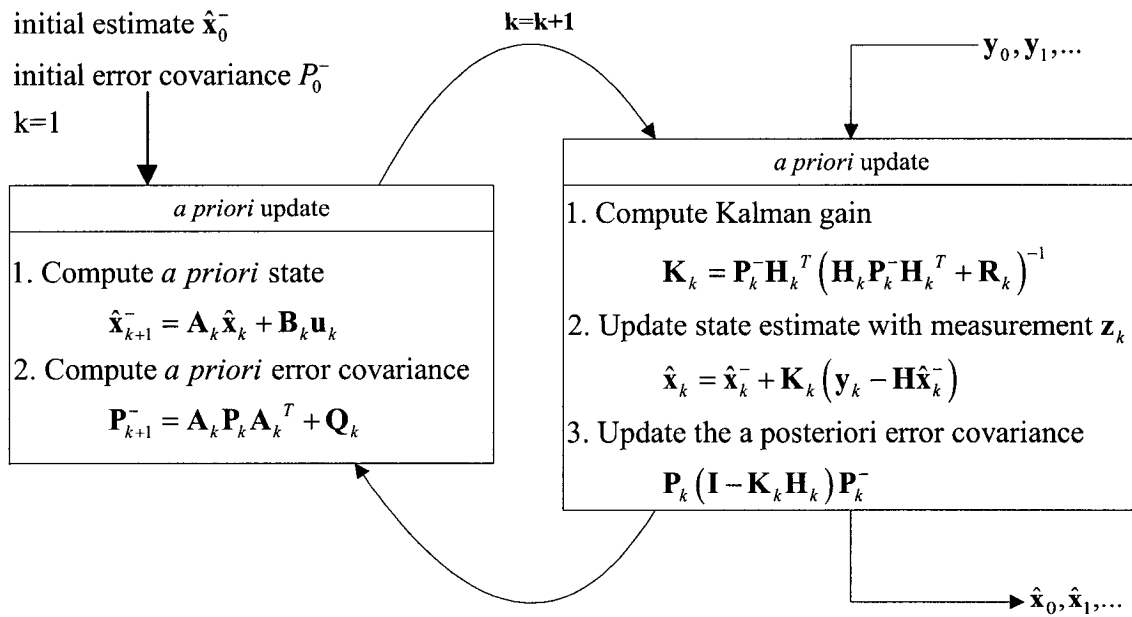 initial estimate x̂₀⁻
initial error covariance P₀⁻
k=1
k=k+1
y₀, y₁,...
a priori update
1. Compute a priori state
x̂ₖ₊₁⁻ = Aₖx̂ₖ + Bₖuₖ
2. Compute a priori error covariance
Pₖ₊₁⁻ = AₖPₖAₖᵀ + Qₖ
a priori update
1. Compute Kalman gain
Kₖ = Pₖ⁻Hₖᵀ (HₖPₖ⁻Hₖᵀ + Rₖ)⁻¹
2. Update state estimate with measurement zₖ
x̂ₖ = x̂ₖ⁻ + Kₖ (yₖ − Hx̂ₖ⁻)
3. Update the a posteriori error covariance
Pₖ (I − KₖHₖ) Pₖ⁻
x̂₀, x̂₁,...